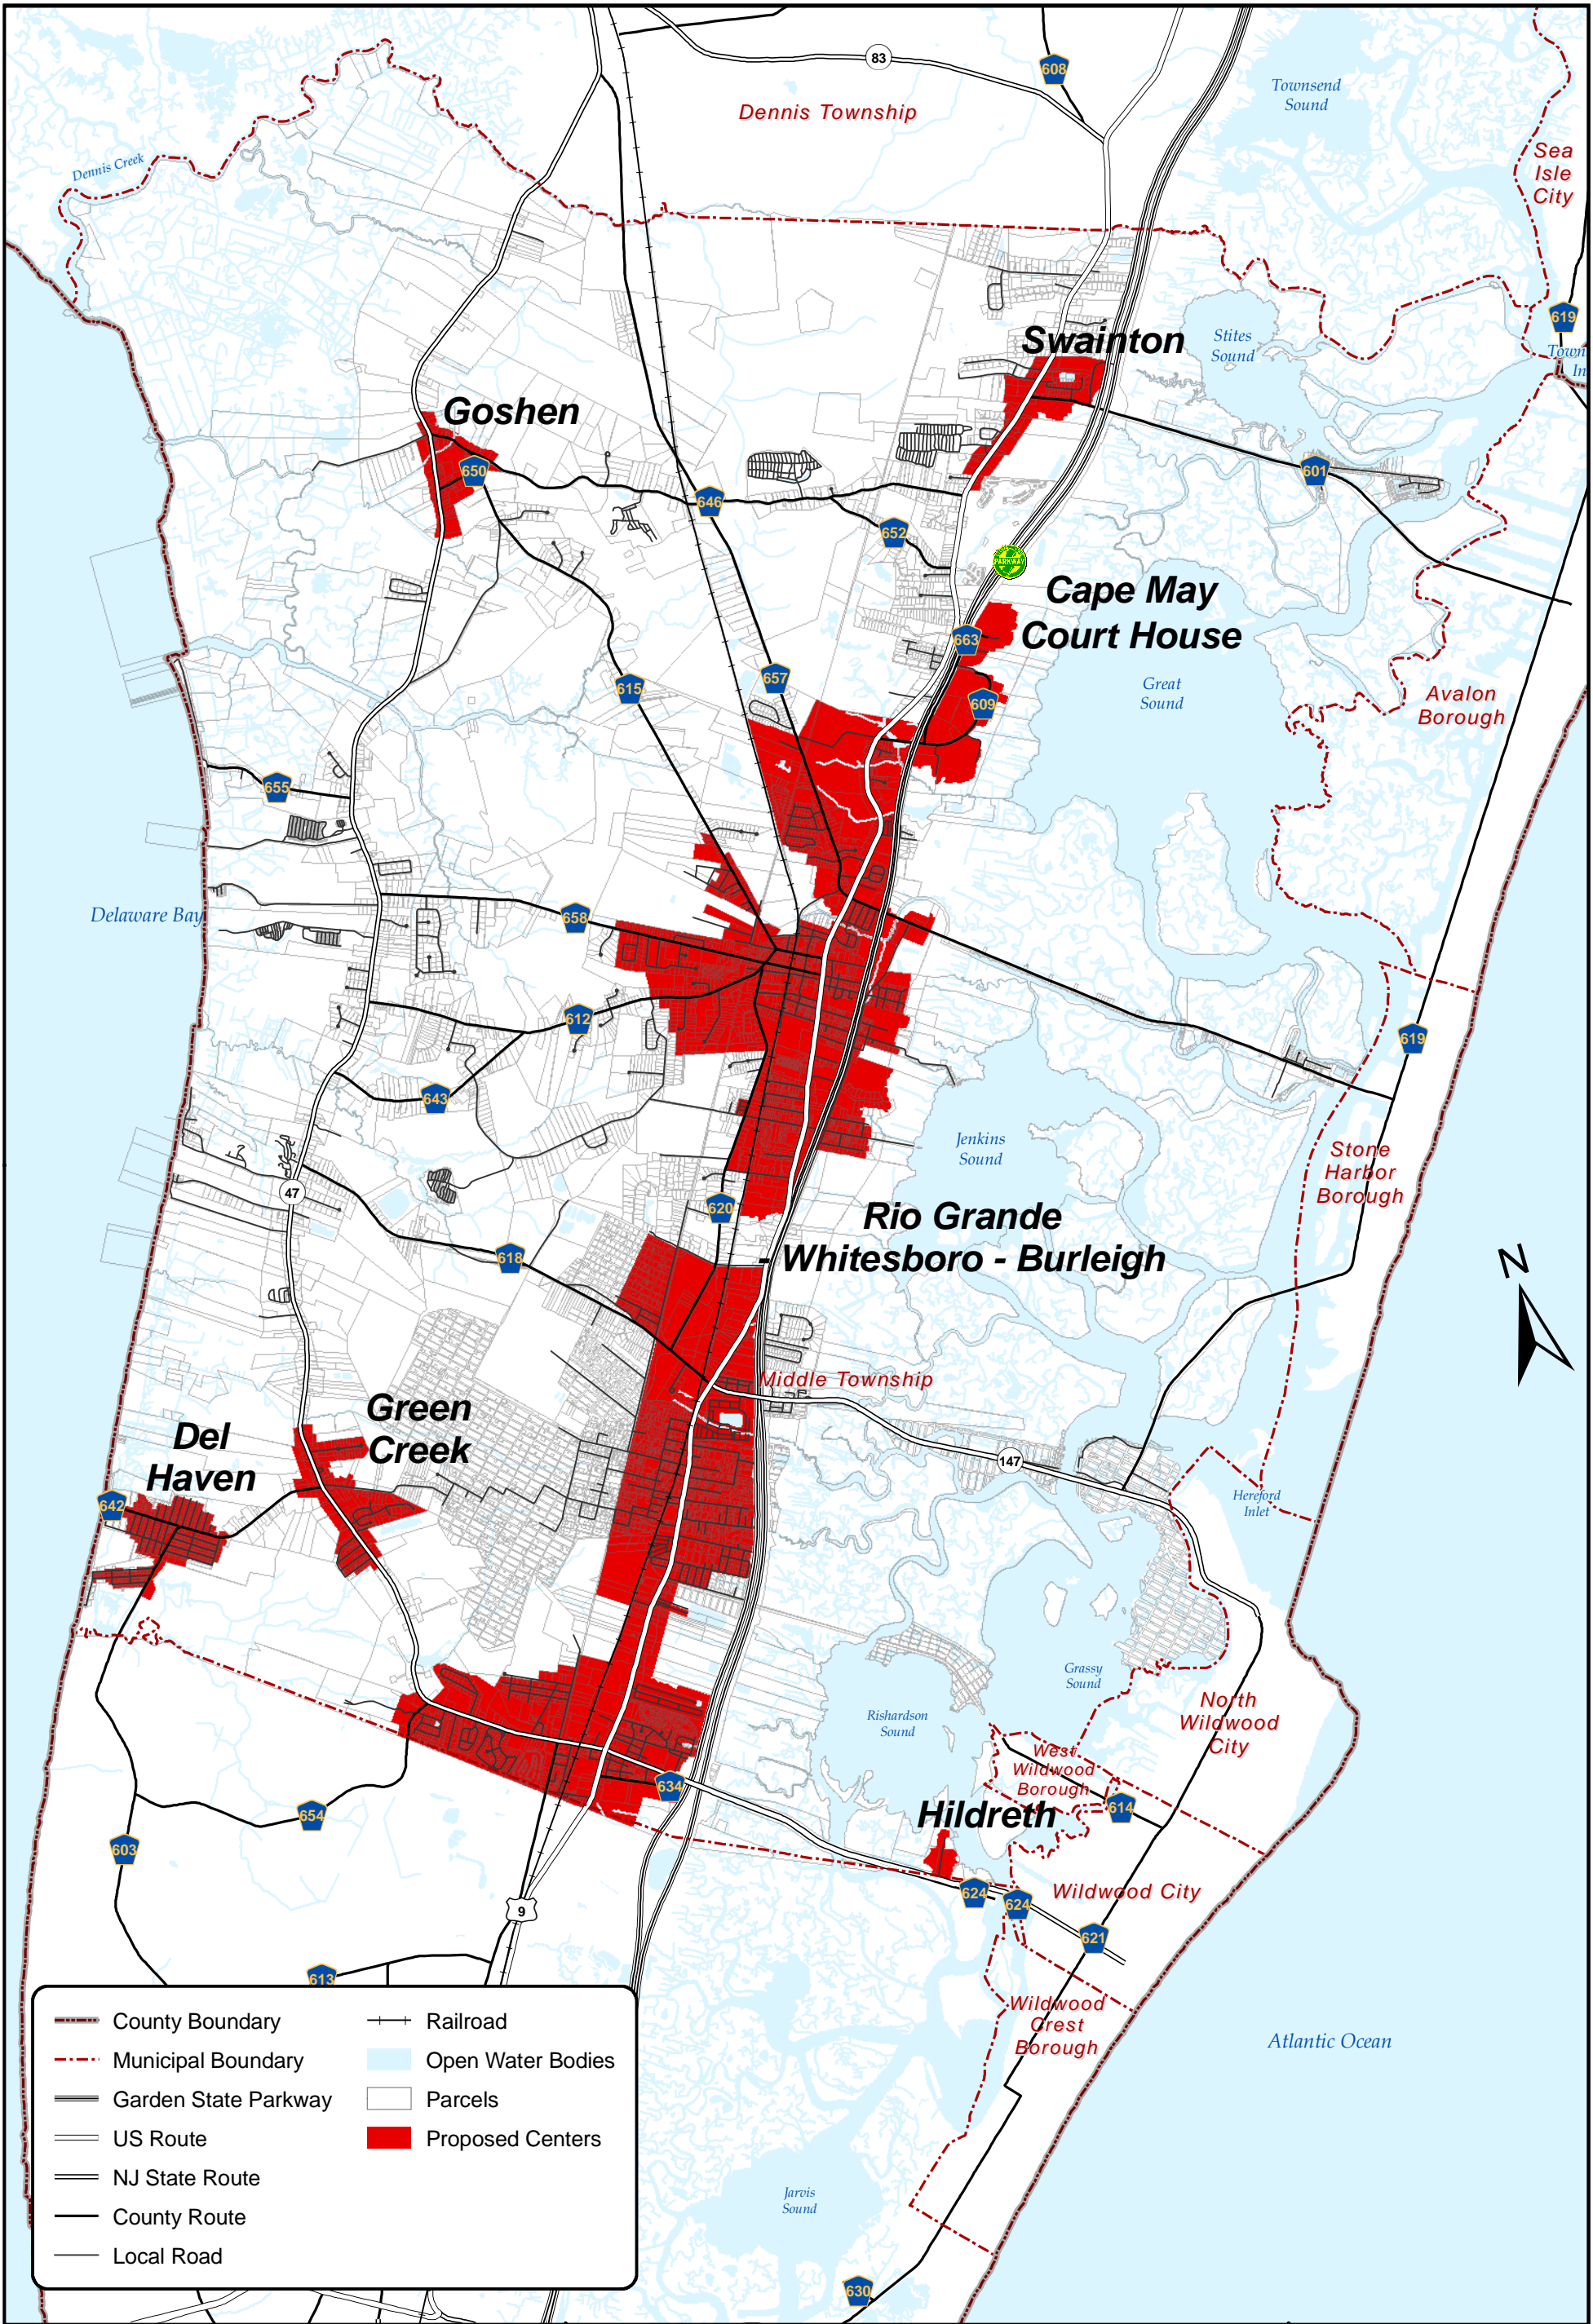 83
608
Townsend
Sound
Dennis Township
Sea
Isle
City
Dennis Creek
619
Town
In
Swainton
Stites
Sound
Goshen
650
601
646
652
PARKWAY
Cape May
Court House
663
657
615
Great
Sound
609
Avalon
Borough
655
Delaware Bay
658
612
619
643
Jenkins
Sound
Stone
Harbor
Borough
47
620
Rio Grande
- Whitesboro - Burleigh
618
N
Middle Township
Green
Creek
Del
Haven
147
642
Hereford
Inlet
Grassy
Sound
North
Wildwood
City
Rishardson
Sound
West
Wildwood
Borough
634
614
654
Hildreth
603
624
624
Wildwood City
9
621
613
Wildwood
Crest
Borough
Atlantic Ocean
County Boundary
Municipal Boundary
Garden State Parkway
US Route
NJ State Route
County Route
Local Road
Railroad
Open Water Bodies
Parcels
Proposed Centers
Jarvis
Sound
630